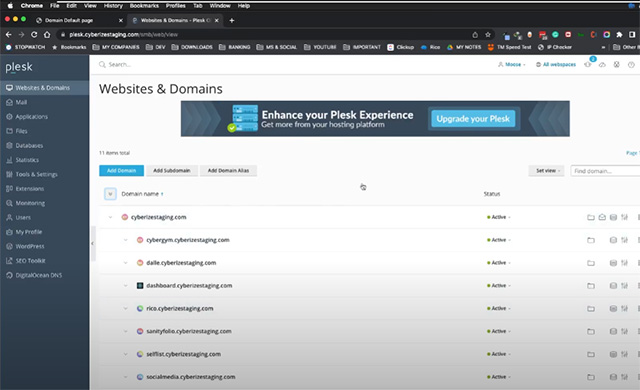 Chrome File Edit View History Bookmarks Profiles Tab Window Help
Domain Default page
Websites & Domains - Plesk O
plesk.cyberizestaging.com/smb/web/view
STOPWATCH Bookmarks MY COMPANIES DEV DOWNLOADS RANKING MS & SOCIAL YOUTUBE IMPORTANT Clickup Rize MY NOTES TM Speed Test IP Checker
plesk
Search...
Moose
All webspaces
2
Websites & Domains
Mail
Applications
Files
Databases
Statistics
Tools & Settings
Extensions
Monitoring
Users
My Profile
WordPress
SEO Toolkit
DigitalOcean DNS
Websites & Domains
Enhance your Plesk Experience
Get more from your hosting platform
Upgrade your Plesk
11 items total
Page
Add Domain Add Subdomain Add Domain Alias Set view Find domain...
Domain name Status
cyberizestaging.com Active
cybergym.cyberizestaging.com Active
dalle.cyberizestaging.com Active
dashboard.cyberizestaging.com Active
rico.cyberizestaging.com Active
sanityfolio.cyberizestaging.com Active
selflist.cyberizestaging.com Active
socialmedia.cyberizestaging.com Active